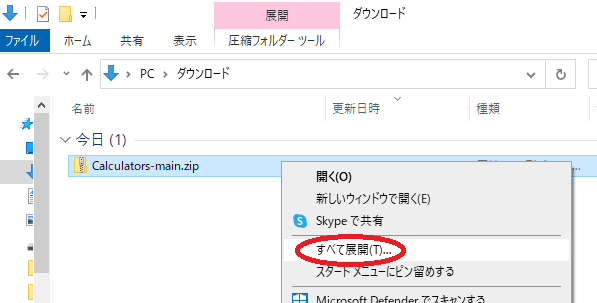 展開
ダウンロード
ファイル
ホーム
共有
表示
圧縮フォルダー ツール
PC
ダウンロード
名前
更新日時
種類
今日 (1)
Calculators-main.zip
開く(O)
新しいウィンドウで開く(E)
Skype で共有
すべて展開(T)...
スタート メニューにピン留めする
Microsoft Defender でスキャンする